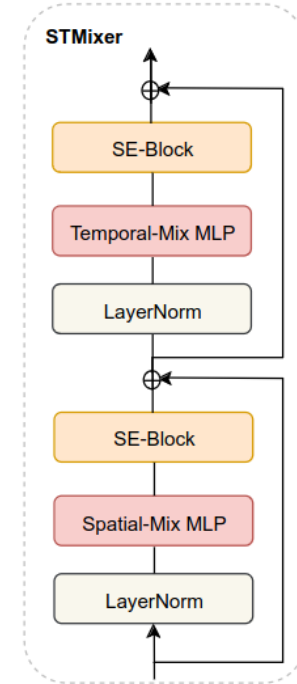 STMixer
SE-Block
Temporal-Mix MLP
LayerNorm
SE-Block
Spatial-Mix MLP
LayerNorm